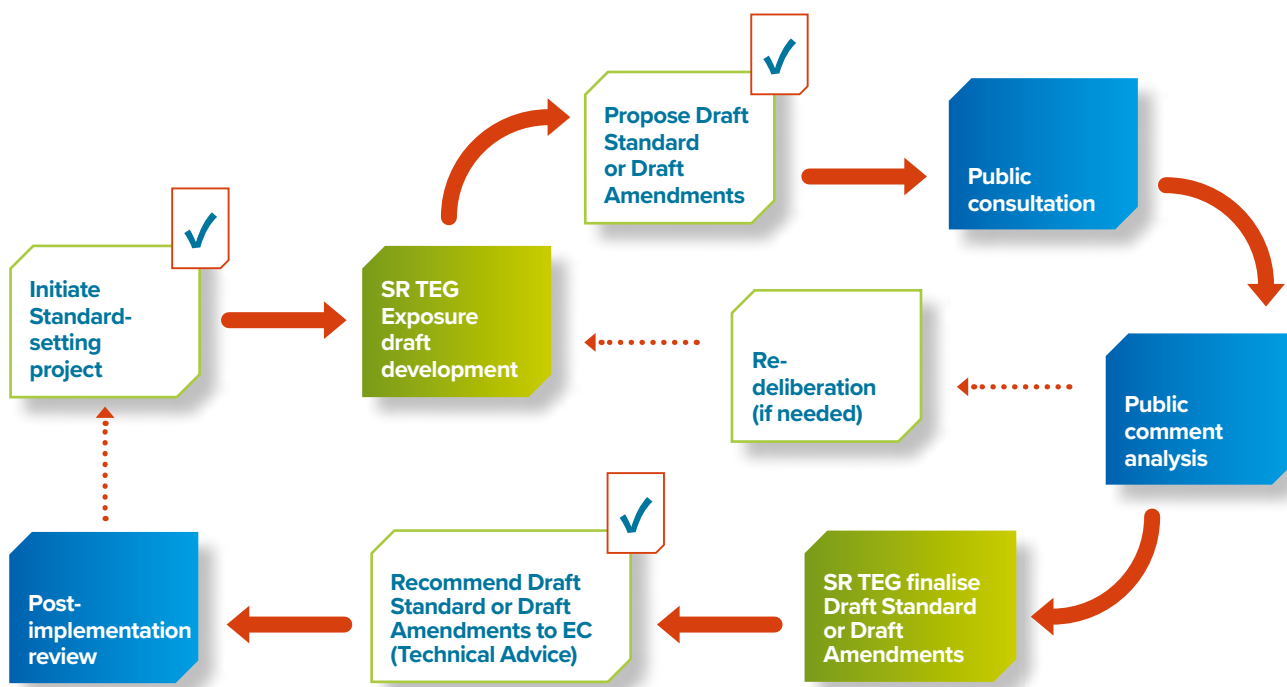 Initiate
Standard-
setting
project
SR TEG
Exposure
draft
development
Propose Draft
Standard
or Draft
Amendments
Public
consultation
Public
comment
analysis
Re-
deliberation
(if needed)
SR TEG finalise
Draft Standard
or Draft
Amendments
Recommend Draft
Standard or Draft
Amendments to EC
(Technical Advice)
Post-
implementation
review